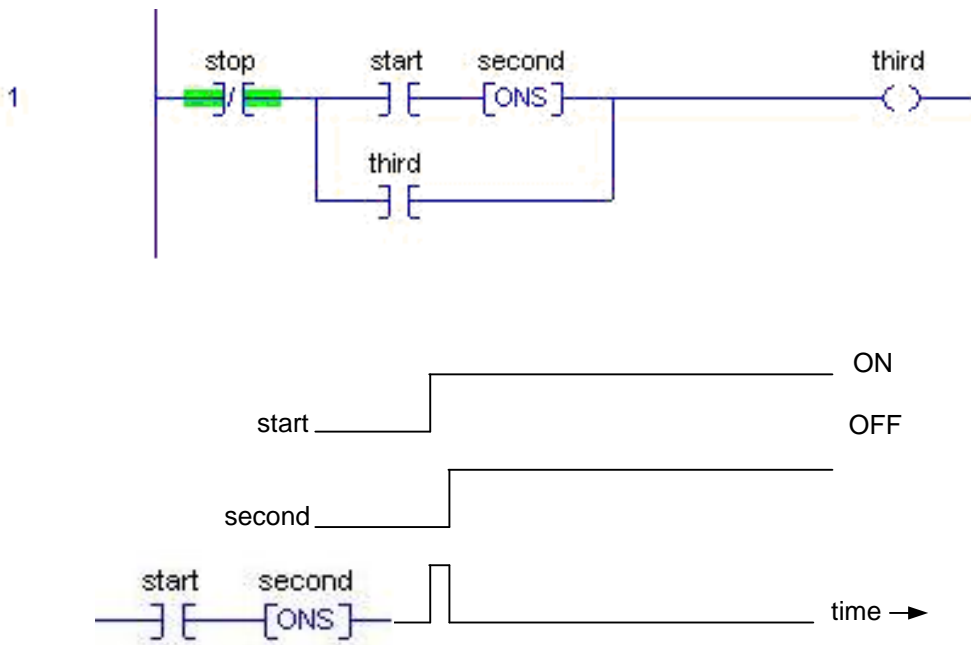 stop start second third
1 / [ONS]
third
ON
start OFF
second
start second
[ONS] time